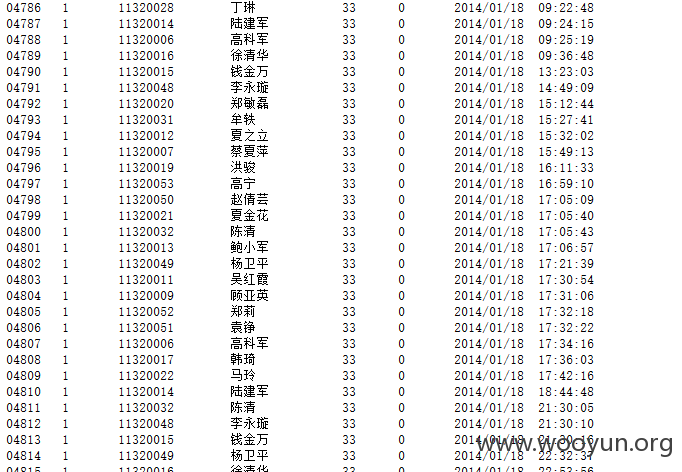 04786 1 11320028 丁琳 33 0 2014/01/18 09:22:48
04787 1 11320014 陆建军 33 0 2014/01/18 09:24:15
04788 1 11320006 高科军 33 0 2014/01/18 09:25:19
04789 1 11320016 徐清华 33 0 2014/01/18 09:36:48
04790 1 11320015 钱金万 33 0 2014/01/18 13:23:03
04791 1 11320048 李永璇 33 0 2014/01/18 14:49:09
04792 1 11320020 郑敏磊 33 0 2014/01/18 15:12:44
04793 1 11320031 牟轶 33 0 2014/01/18 15:27:41
04794 1 11320012 夏之立 33 0 2014/01/18 15:32:02
04795 1 11320007 蔡夏萍 33 0 2014/01/18 15:49:13
04796 1 11320019 洪骏 33 0 2014/01/18 16:11:33
04797 1 11320053 高宁 33 0 2014/01/18 16:59:10
04798 1 11320050 赵倩芸 33 0 2014/01/18 17:05:09
04799 1 11320021 夏金花 33 0 2014/01/18 17:05:40
04800 1 11320032 陈清 33 0 2014/01/18 17:05:43
04801 1 11320013 鲍小军 33 0 2014/01/18 17:06:57
04802 1 11320049 杨卫平 33 0 2014/01/18 17:21:39
04803 1 11320011 吴红霞 33 0 2014/01/18 17:30:54
04804 1 11320009 顾亚英 33 0 2014/01/18 17:31:06
04805 1 11320052 郑莉 33 0 2014/01/18 17:32:18
04806 1 11320051 袁铮 33 0 2014/01/18 17:32:22
04807 1 11320006 高科军 33 0 2014/01/18 17:34:16
04808 1 11320017 韩琦 33 0 2014/01/18 17:36:03
04809 1 11320022 马玲 33 0 2014/01/18 17:42:16
04810 1 11320014 陆建军 33 0 2014/01/18 18:44:48
04811 1 11320032 陈清 33 0 2014/01/18 21:30:05
04812 1 11320048 李永璇 33 0 2014/01/18 21:30:10
04813 1 11320015 钱金万 33 0 2014/01/18 21:30:16
04814 1 11320049 杨卫平 33 0 2014/01/18 22:32:37
04815 1 11320016 徐清华 33 0 2014/01/18 22:53:56
www.wooyun.org